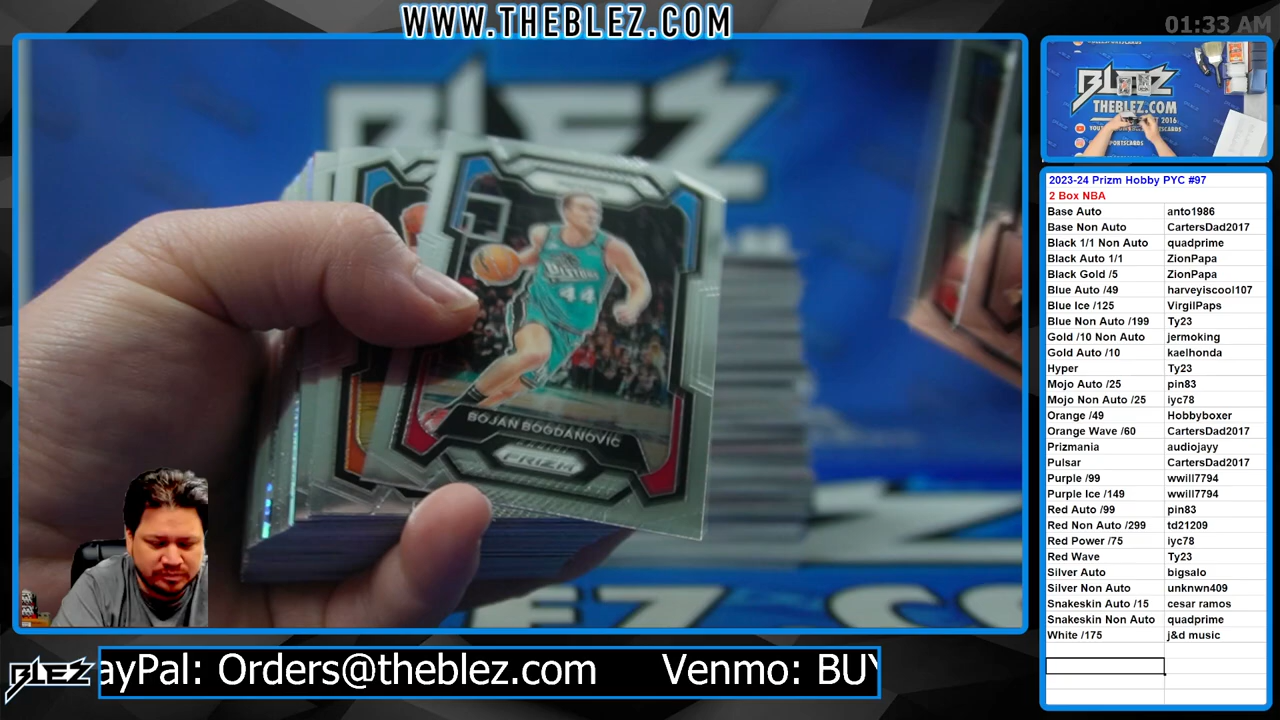 WWW.THEBLEZ.COM
01:33 AM
BLEZ
THEBLEZ.COM
2016
BLEZ
44
BOJAN BOGDANOVIC
PRIZM
2023-24 Prizm Hobby PYC #97
2 Box NBA
Base Auto anto1986
Base Non Auto CartersDad2017
Black 1/1 Non Auto quadprime
Black Auto 1/1 ZionPapa
Black Gold /5 ZionPapa
Blue Auto /49 harveyiscool107
Blue Ice /125 VirgilPaps
Blue Non Auto /199 Ty23
Gold /10 Non Auto jermoking
Gold Auto /10 kaelhonda
Hyper Ty23
Mojo Auto /25 pin83
Mojo Non Auto /25 iyc78
Orange /49 Hobbyboxer
Orange Wave /60 CartersDad2017
Prizmania audiojayy
Pulsar CartersDad2017
Purple /99 wwill7794
Purple Ice /149 wwill7794
Red Auto /99 pin83
Red Non Auto /299 td21209
Red Power /75 iyc78
Red Wave Ty23
Silver Auto bigsalo
Silver Non Auto unknwn409
Snakeskin Auto /15 cesar ramos
Snakeskin Non Auto quadprime
White /175 j&d music
BLEZ
ayPal: Orders@theblez.com Venmo: BUY